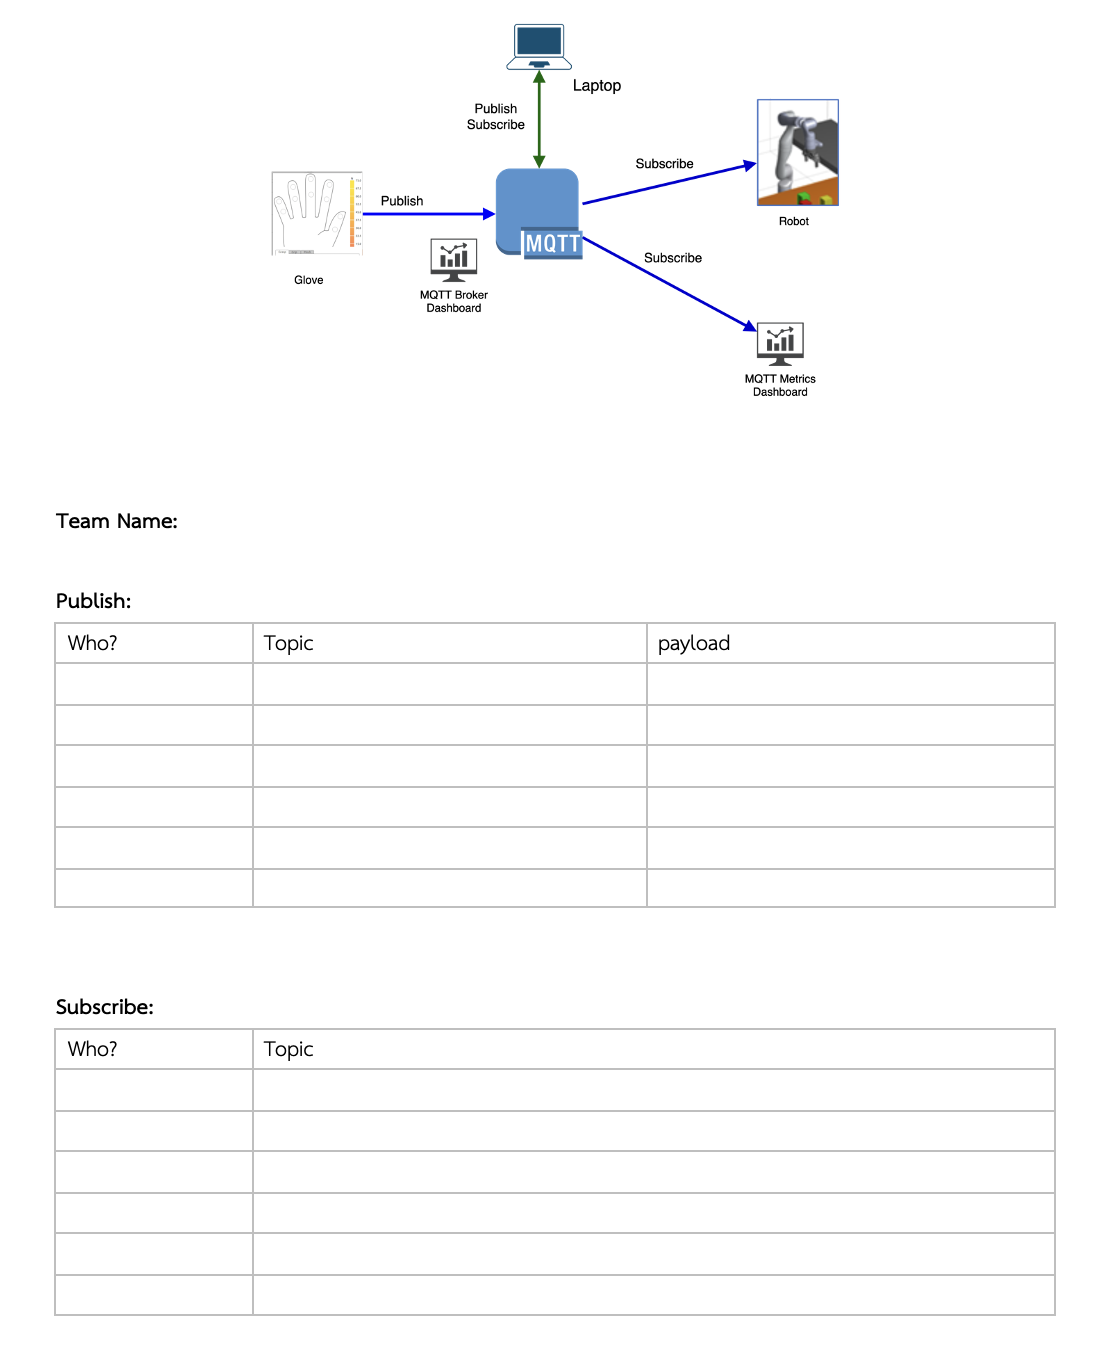 Laptop
Publish
Subscribe
Subscribe
Robot
Publish
MQTT
Glove
MQTT Broker
Dashboard
Subscribe
MQTT Metrics
Dashboard
Team Name:
Publish:
Who? Topic payload
Subscribe:
Who? Topic